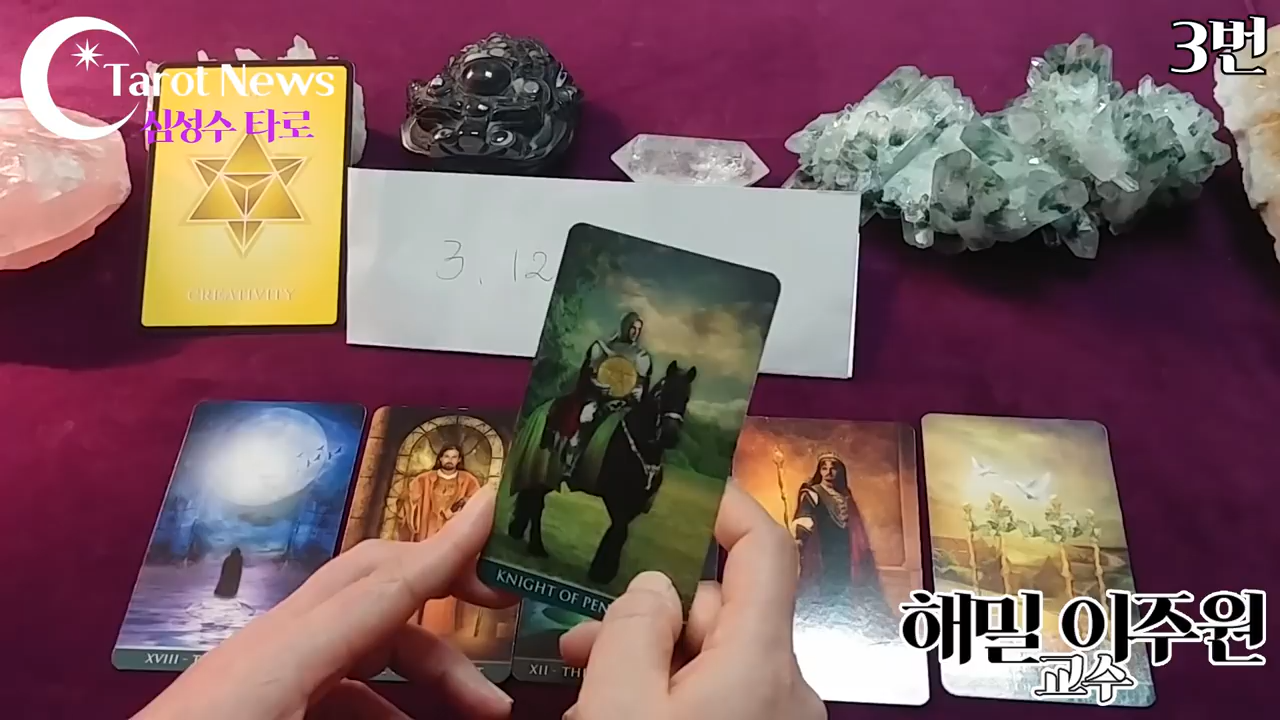 3번
Tarot News
심성수 타로
CREATIVITY
3, 12
KNIGHT OF PEN
XVIII - T
XII - TH
해밀 이주원
교수